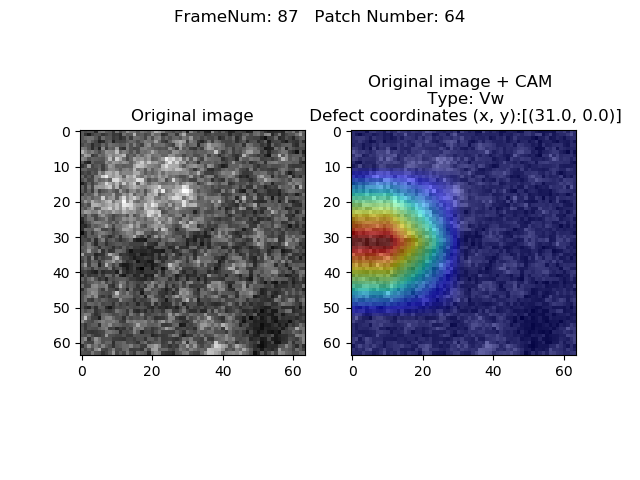 FrameNum: 87   Patch Number: 64
Original image
0
10
20
30
40
50
60
0 20 40 60
Original image + CAM
Type: Vw
Defect coordinates (x, y):[(31.0, 0.0)]
0
10
20
30
40
50
60
0 20 40 60